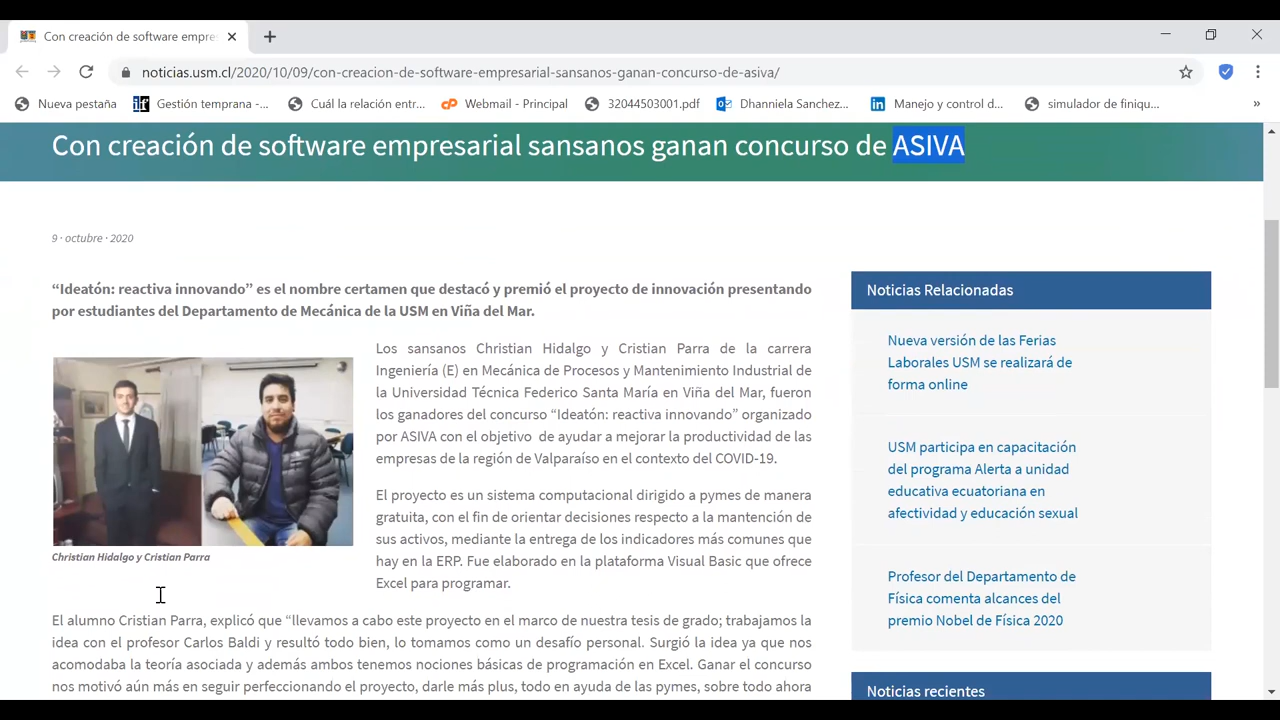 Con creación de software empres
noticias.usm.cl/2020/10/09/con-creacion-de-software-empresarial-sansanos-ganan-concurso-de-asiva/
Nueva pestaña
Gestión temprana -...
Cuál la relación entr...
Webmail - Principal
32044503001.pdf
Dhanniela Sanchez...
Manejo y control d...
simulador de finiqu...
»
Con creación de software empresarial sansanos ganan concurso de ASIVA
9 · octubre · 2020
“Ideatón: reactiva innovando” es el nombre certamen que destacó y premió el proyecto de innovación presentando
por estudiantes del Departamento de Mecánica de la USM en Viña del Mar.
Los sansanos Christian Hidalgo y Cristian Parra de la carrera
Ingeniería (E) en Mecánica de Procesos y Mantenimiento Industrial de
la Universidad Técnica Federico Santa María en Viña del Mar, fueron
los ganadores del concurso “Ideatón: reactiva innovando” organizado
por ASIVA con el objetivo de ayudar a mejorar la productividad de las
empresas de la región de Valparaíso en el contexto del COVID-19.
El proyecto es un sistema computacional dirigido a pymes de manera
gratuita, con el fin de orientar decisiones respecto a la mantención de
sus activos, mediante la entrega de los indicadores más comunes que
hay en la ERP. Fue elaborado en la plataforma Visual Basic que ofrece
Excel para programar.
Christian Hidalgo y Cristian Parra
El alumno Cristian Parra, explicó que “llevamos a cabo este proyecto en el marco de nuestra tesis de grado; trabajamos la
idea con el profesor Carlos Baldi y resultó todo bien, lo tomamos como un desafío personal. Surgió la idea ya que nos
acomodaba la teoría asociada y además ambos tenemos nociones básicas de programación en Excel. Ganar el concurso
nos motivó aún más en seguir perfeccionando el proyecto, darle más plus, todo en ayuda de las pymes, sobre todo ahora
Noticias Relacionadas
Nueva versión de las Ferias
Laborales USM se realizará de
forma online
USM participa en capacitación
del programa Alerta a unidad
educativa ecuatoriana en
afectividad y educación sexual
Profesor del Departamento de
Física comenta alcances del
premio Nobel de Física 2020
Noticias recientes